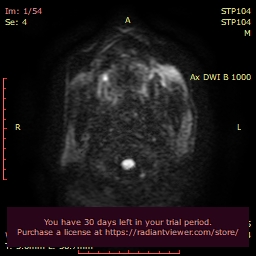 Im: 1/54
Se: 4
A
STP104
STP104
M
Ax DWI B 1000
R
L
You have 30 days left in your trial period.
Purchase a license at https://radiantviewer.com/store/